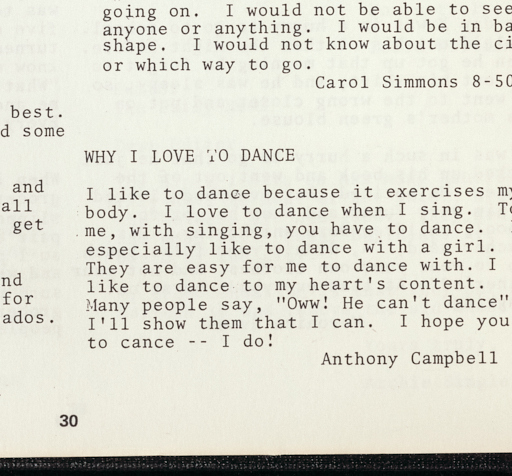 going on. I would not be able to see
anyone or anything. I would be in ba
shape. I would not know about the ci
or which way to go.
Carol Simmons 8-50
best.
d some
WHY I LOVE TO DANCE
and
all
get
nd
for
ados.
I like to dance because it exercises my
body. I love to dance when I sing. To
me, with singing, you have to dance.
especially like to dance with a girl.
They are easy for me to dance with. I
like to dance to my heart's content.
Many people say, "Oww! He can't dance"
I'll show them that I can. I hope you
to cance -- I do!
Anthony Campbell
30